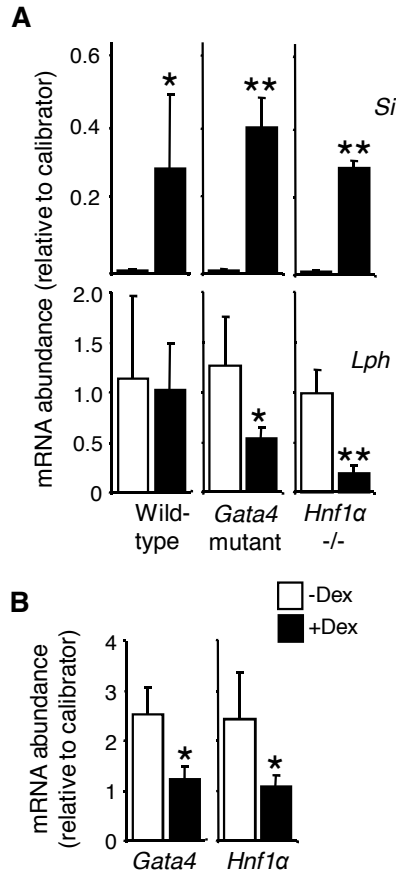 A
mRNA abundance (relative to calibrator)
0.6
0.4
0.2
*
**
**
Si
2.0
1.5
1.0
0.5
0
*
**
Lph
Wild-
type
Gata4
mutant
Hnf1α
-/-
B
-Dex
+Dex
mRNA abundance
(relative to calibrator)
4
3
2
1
0
*
*
Gata4
Hnf1α